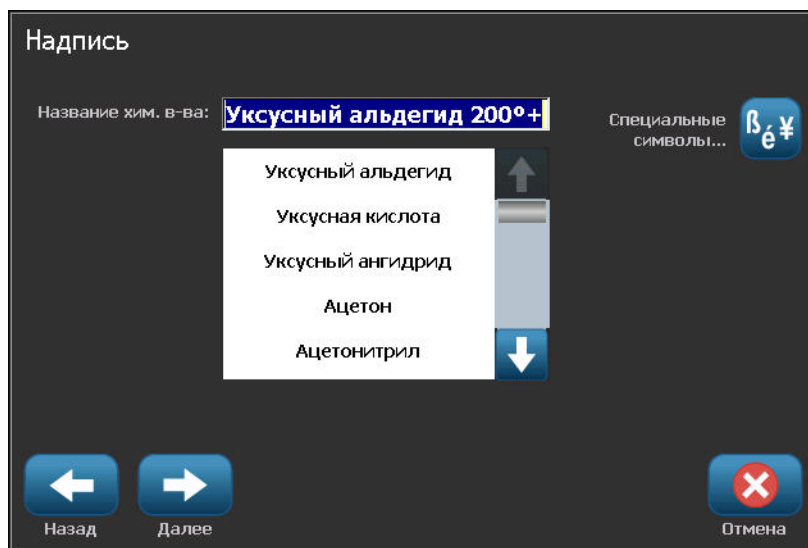 Надпись
Название хим. в-ва:
Уксусный альдегид 200º+
Специальные
символы...
ßé¥
Уксусный альдегид
Уксусная кислота
Уксусный ангидрид
Ацетон
Ацетонитрил
Назад
Далее
Отмена